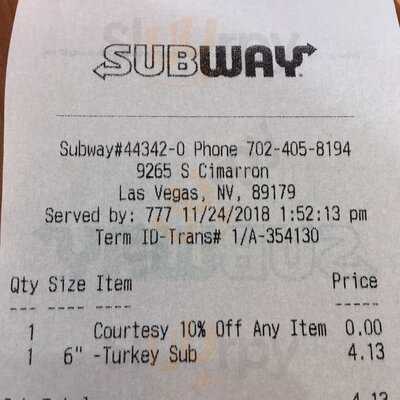 SUBWAY
Subway#44342-0 Phone 702-405-8194
9265 S Cimarron
Las Vegas, NV, 89179
Served by: 777 11/24/2018 1:52:13 pm
Term ID-Trans# 1/A-354130
Qty Size Item Price
1 Courtesy 10% Off Any Item 0.00
1 6" -Turkey Sub 4.13